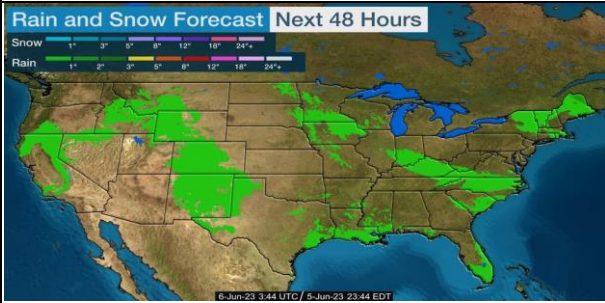 Rain and Snow Forecast Next 48 Hours
Snow 1" 3" 5" 8" 12" 18" 24"+
Rain 1" 2" 3" 5" 8" 12" 18" 24"+
6-Jun-23 3:44 UTC / 5-Jun-23 23:44 EDT